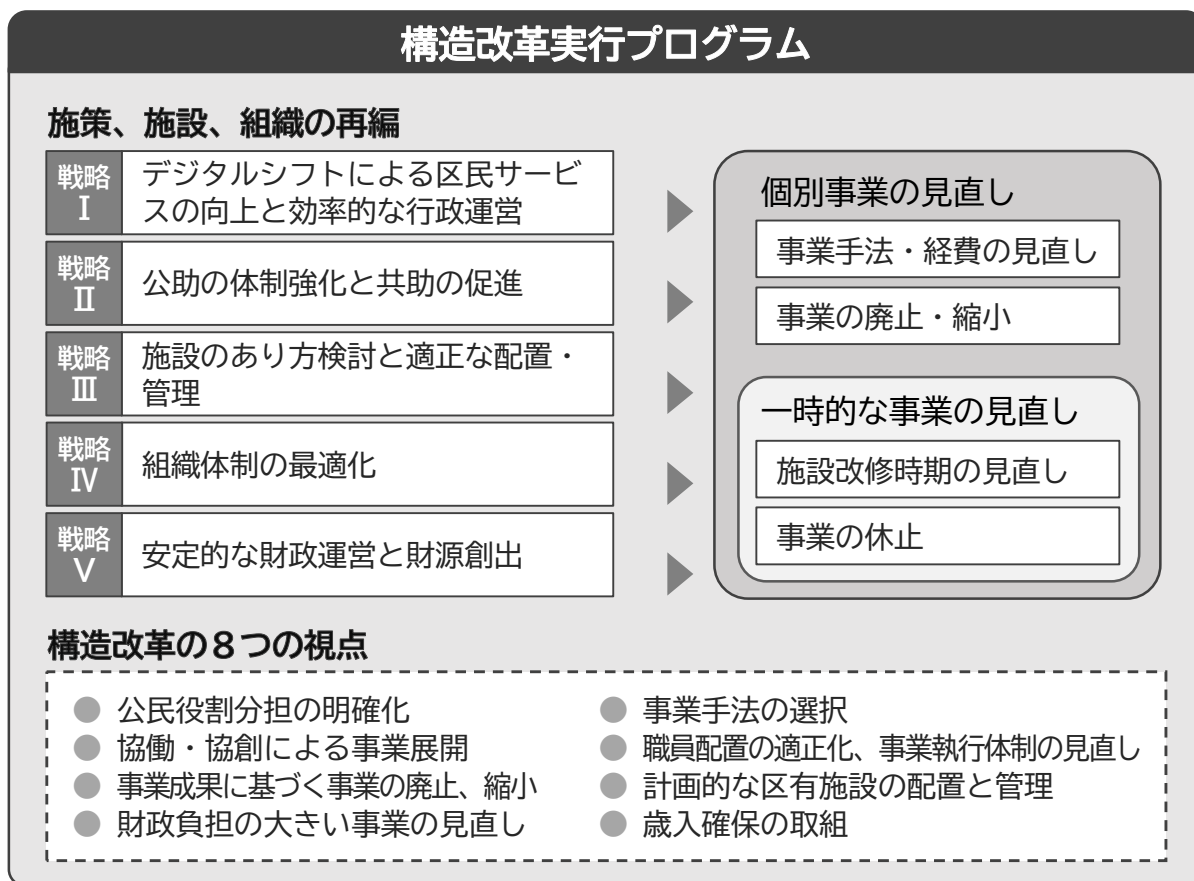 構造改革実行プログラム
施策、施設、組織の再編
戦略
Ⅰ
デジタルシフトによる区民サービ
スの向上と効率的な行政運営
戦略
Ⅱ
公助の体制強化と共助の促進
戦略
Ⅲ
施設のあり方検討と適正な配置・
管理
戦略
Ⅳ
組織体制の最適化
戦略
Ⅴ
安定的な財政運営と財源創出
個別事業の見直し
事業手法・経費の見直し
事業の廃止・縮小
一時的な事業の見直し
施設改修時期の見直し
事業の休止
構造改革の８つの視点
● 公民役割分担の明確化
● 協働・協創による事業展開
● 事業成果に基づく事業の廃止、縮小
● 財政負担の大きい事業の見直し
● 事業手法の選択
● 職員配置の適正化、事業執行体制の見直し
● 計画的な区有施設の配置と管理
● 歳入確保の取組